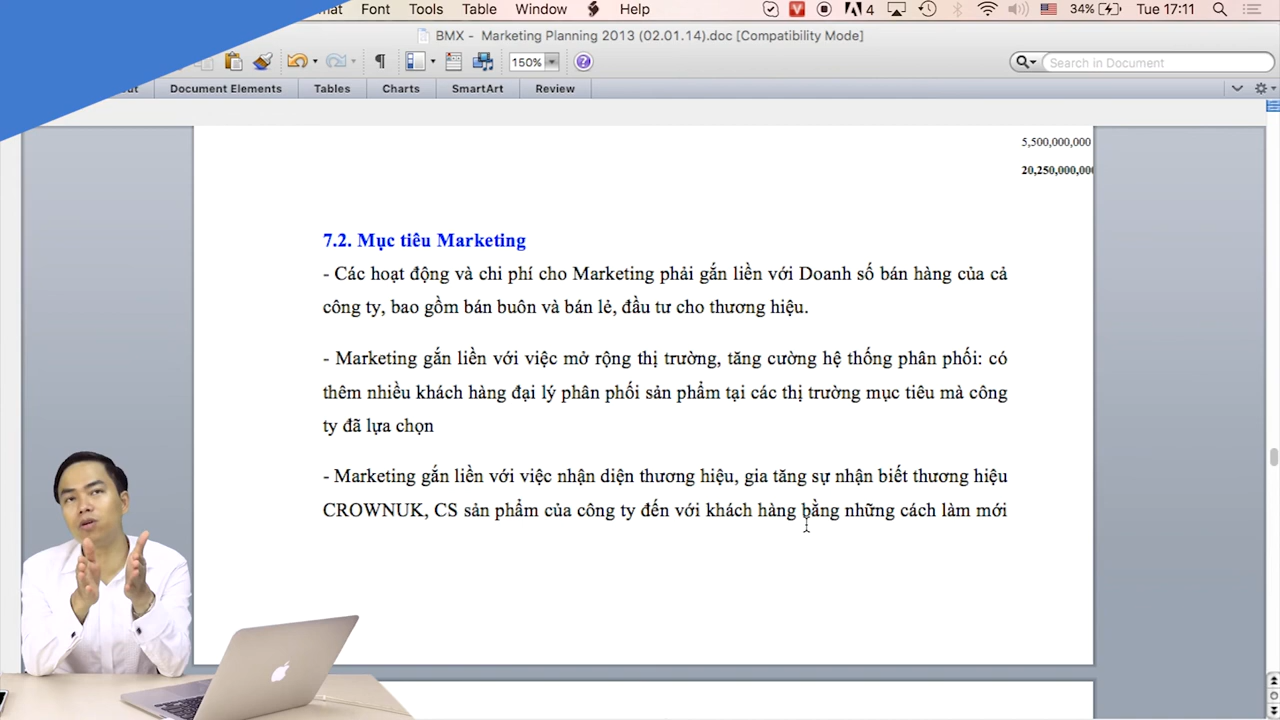 Font Tools Table Window Help 4 34% Tue 17:11
BMX - Marketing Planning 2013 (02.01.14).doc [Compatibility Mode]
150% Search in Document
Document Elements Tables Charts SmartArt Review
5,500,000,000
7.2. Mục tiêu Marketing
- Các hoạt động và chi phí cho Marketing phải gắn liền với Doanh số bán hàng của cả
công ty, bao gồm bán buôn và bán lẻ, đầu tư cho thương hiệu.
- Marketing gắn liền với việc mở rộng thị trường, tăng cường hệ thống phân phối: có
thêm nhiều khách hàng đại lý phân phối sản phẩm tại các thị trường mục tiêu mà công
ty đã lựa chọn
- Marketing gắn liền với việc nhận diện thương hiệu, gia tăng sự nhận biết thương hiệu
CROWNUK, CS sản phẩm của công ty đến với khách hàng bằng những cách làm mới